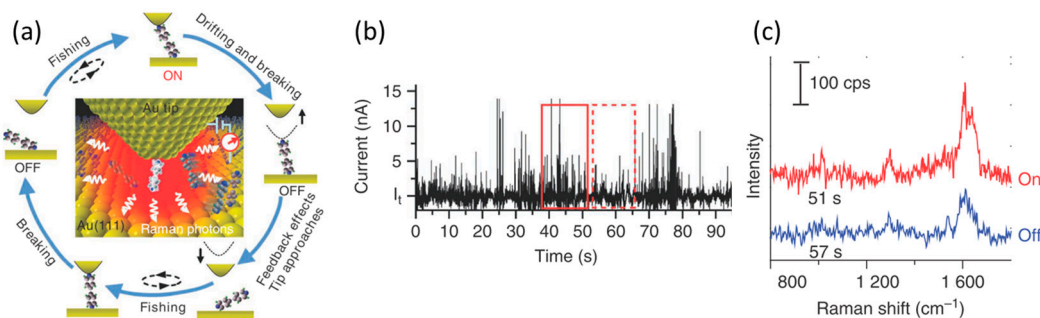 (a)
Fishing
ON
Drifting and breaking
OFF
Feedback effects
Tip approaches
Fishing
Breaking
OFF
Au tip
Au(111)
Raman photons
(b)
Current (nA)
15
10
5
I_t
0 10 20 30 40 50 60 70 80 90
Time (s)
(c)
100 cps
Intensity
On
51 s
Off
57 s
800 1 200 1 600
Raman shift (cm⁻¹)